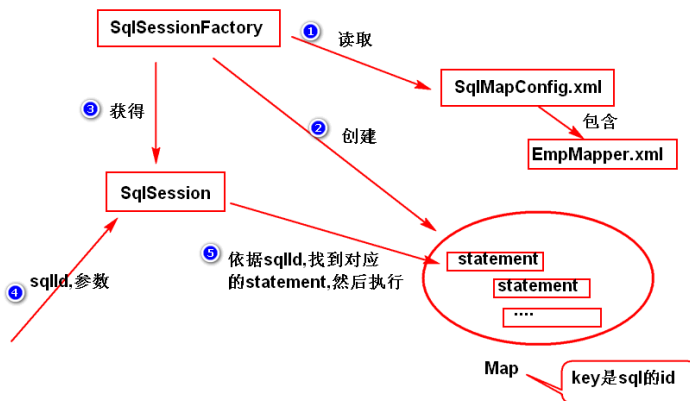 SqlSessionFactory
1
读取
SqlMapConfig.xml
包含
EmpMapper.xml
3
获得
2
创建
SqlSession
4
sqlId,参数
5
依据sqlId,找到对应
的statement,然后执行
statement
statement
....
Map
key是sql的id